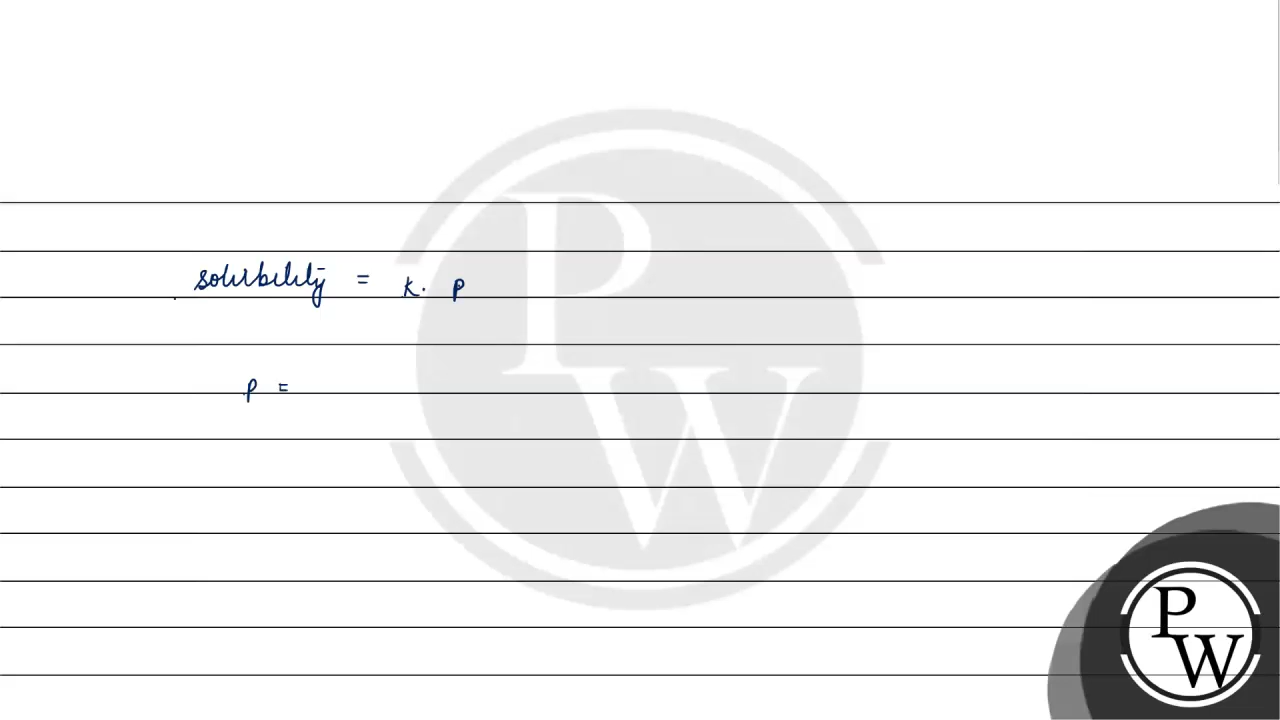 solubility = K. P
P =
P
W
P
W